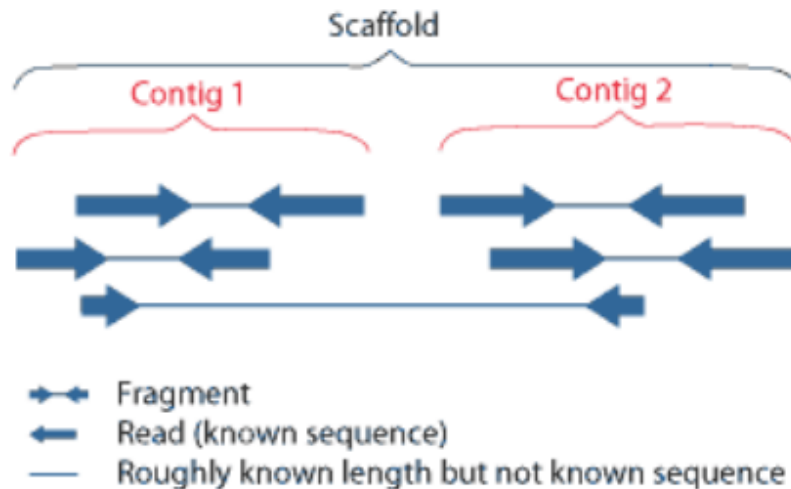 Scaffold
Contig 1
Contig 2
Fragment
Read (known sequence)
Roughly known length but not known sequence